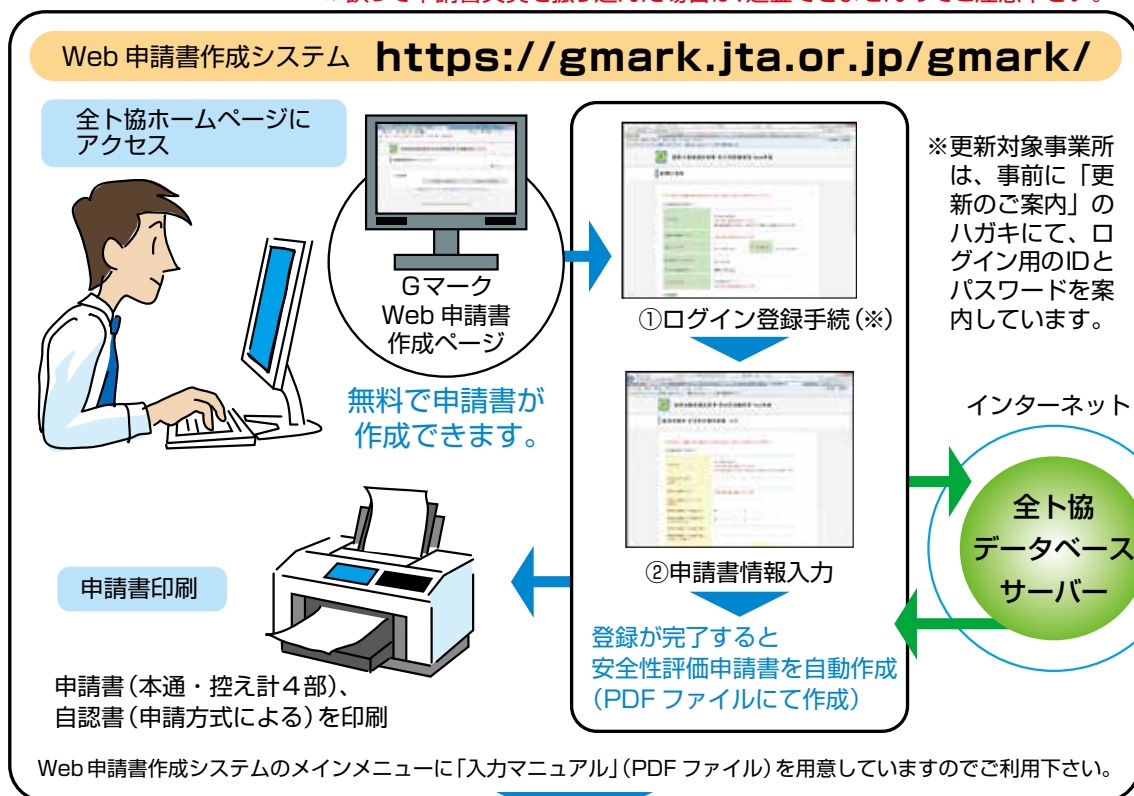 Web 申請書作成システム https://gmark.jta.or.jp/gmark/
全ト協ホームページに
アクセス
Gマーク
Web 申請書
作成ページ
無料で申請書が
作成できます。
①ログイン登録手続(※)
※更新対象事業所
は、事前に「更
新のご案内」の
ハガキにて、ロ
グイン用のIDと
パスワードを案
内しています。
②申請書情報入力
インターネット
全ト協
データベース
サーバー
登録が完了すると
安全性評価申請書を自動作成
(PDF ファイルにて作成)
申請書印刷
申請書(本通・控え計4部)、
自認書(申請方式による)を印刷
Web 申請書作成システムのメインメニューに「入力マニュアル」(PDF ファイル)を用意していますのでご利用下さい。